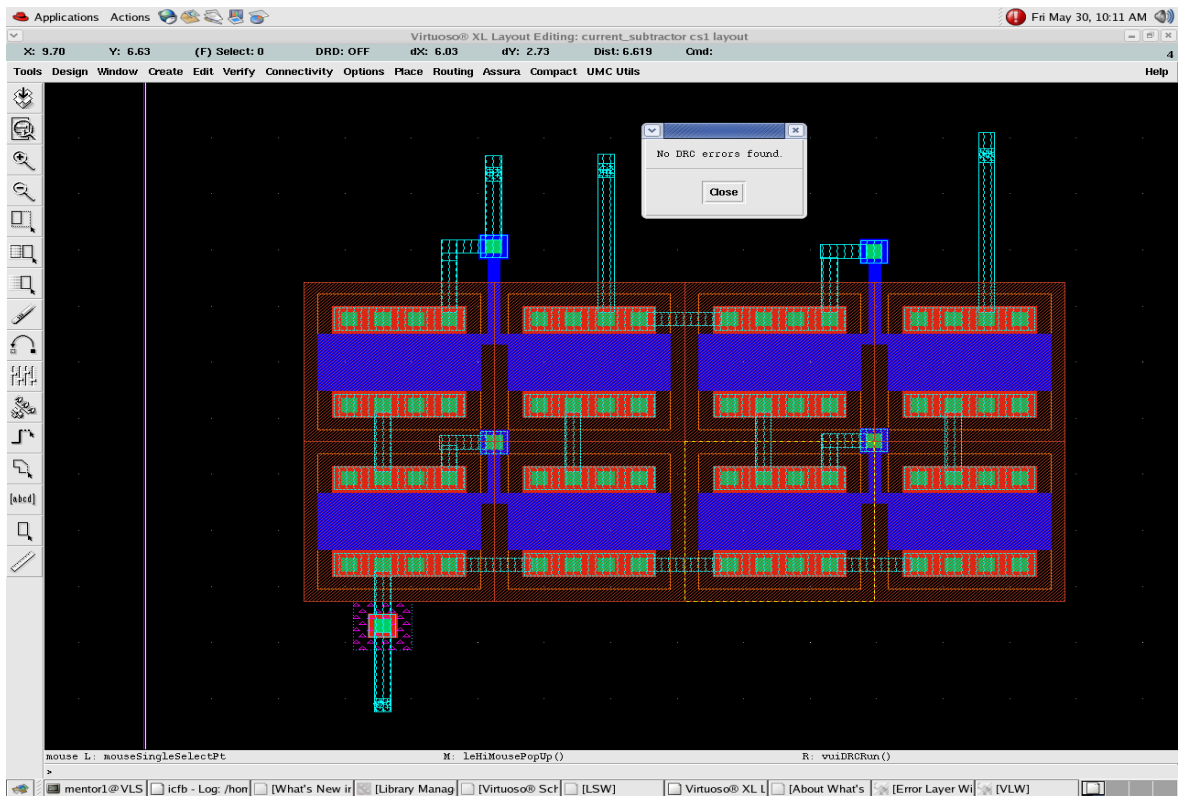 Applications Actions Fri May 30, 10:11 AM
Virtuoso® XL Layout Editing: current_subtractor cs1 layout
X: 9.70 Y: 6.63 (F) Select: 0 DRD: OFF dX: 6.03 dY: 2.73 Dist: 6.619 Cmd:
4
Tools Design Window Create Edit Verify Connectivity Options Place Routing Assura Compact UMC Utils Help
No DRC errors found.
Close
[abcd]
mouse L: mouseSingleSelectPt M: leHiMousePopUp() R: vuiDRCRun()
>
mentor1@VLS icfb - Log: /hom [What's New in [Library Manag [Virtuoso® Sch [LSW] Virtuoso® XL L [About What's [Error Layer Wi [VLW]